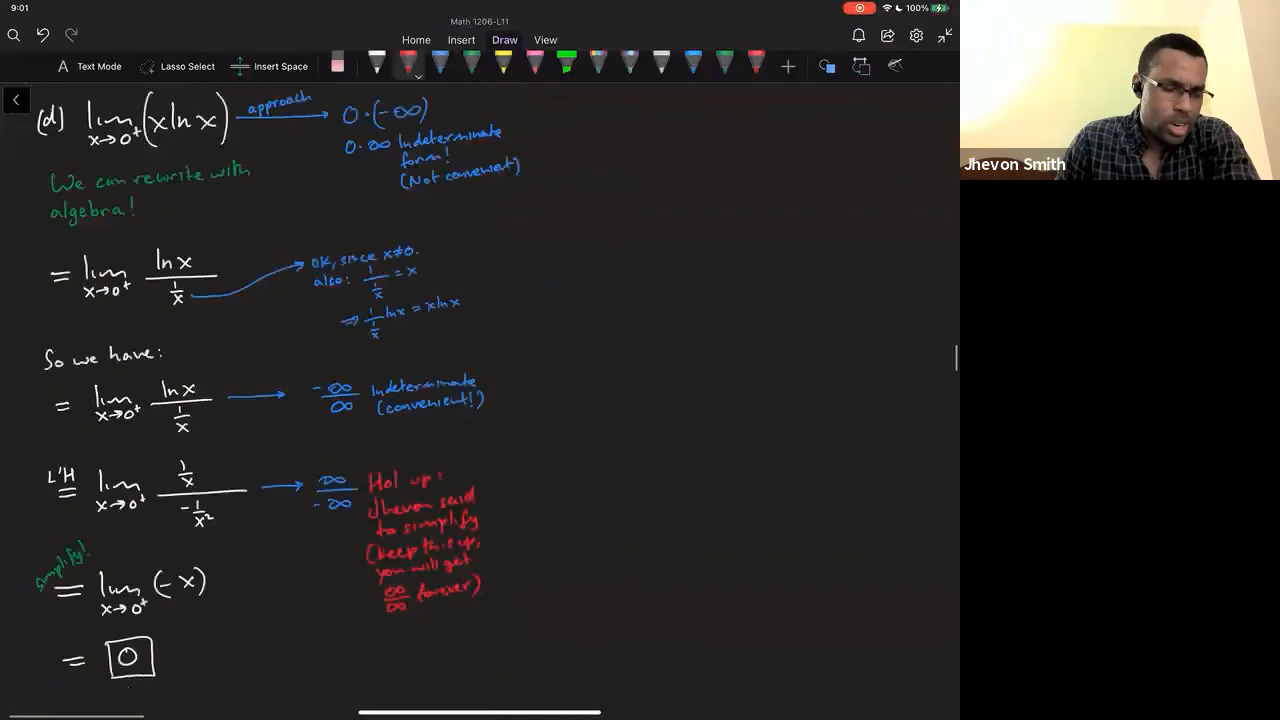 9:01
100%
Math 1206-L11
Home Insert Draw View
Text Mode Lasso Select Insert Space
(d) lim x→0⁺ (x ln x) approach 0·(-∞)
0·∞ Indeterminate
form!
(Not convenient)
We can rewrite with
algebra!
= lim x→0⁺ ln x / (1/x)
OK, since x≠0.
also: 1/(1/x) = x
⇒ 1/(1/x) ln x = x ln x
So we have:
= lim x→0⁺ ln x / (1/x) → -∞/∞ Indeterminate
(convenient!)
L'H = lim x→0⁺ (1/x) / (-1/x²) → ∞/-∞
Hol up!
Jhevon said
to simplify
(keep this up,
you will get
∞/∞ forever)
simplify!
= lim x→0⁺ (-x)
= 0
Jhevon Smith